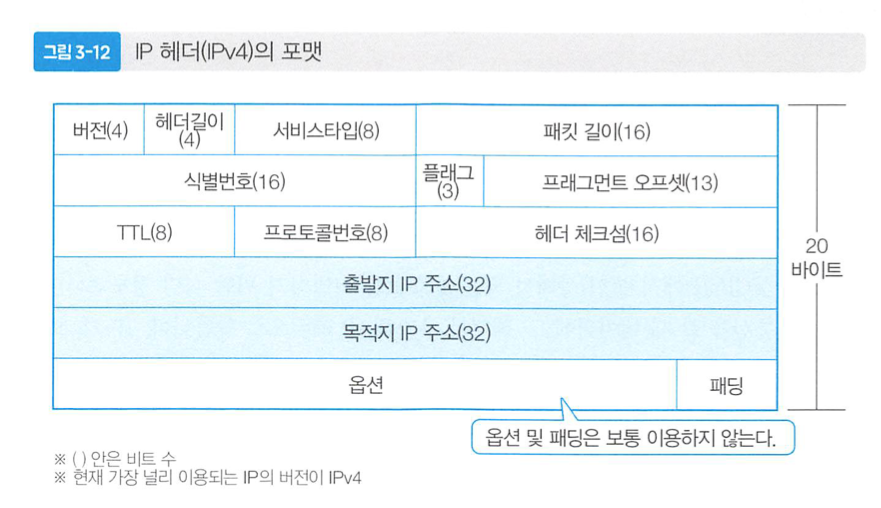 그림 3-12 IP 헤더(IPv4)의 포맷
버전(4) 헤더길이 (4) 서비스타입(8) 패킷 길이(16)
식별번호(16) 플래그 (3) 프래그먼트 오프셋(13)
TTL(8) 프로토콜번호(8) 헤더 체크섬(16)
출발지 IP 주소(32)
목적지 IP 주소(32)
옵션 패딩
20
바이트
옵션 및 패딩은 보통 이용하지 않는다.
※ ( ) 안은 비트 수
※ 현재 가장 널리 이용되는 IP의 버전이 IPv4